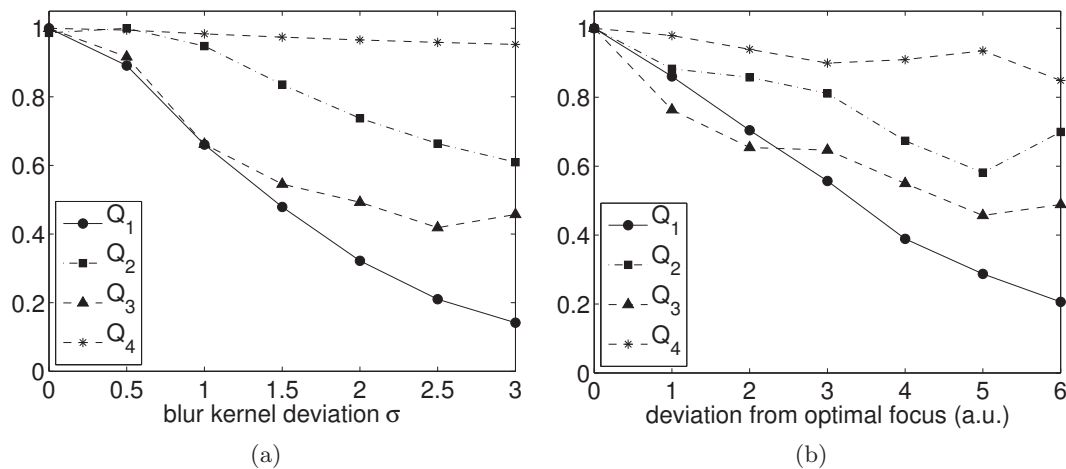 1
0.8
0.6
0.4
0.2
0
Q1
Q2
Q3
Q4
0 0.5 1 1.5 2 2.5 3
blur kernel deviation σ
(a)
1
0.8
0.6
0.4
0.2
0
Q1
Q2
Q3
Q4
0 1 2 3 4 5 6
deviation from optimal focus (a.u.)
(b)